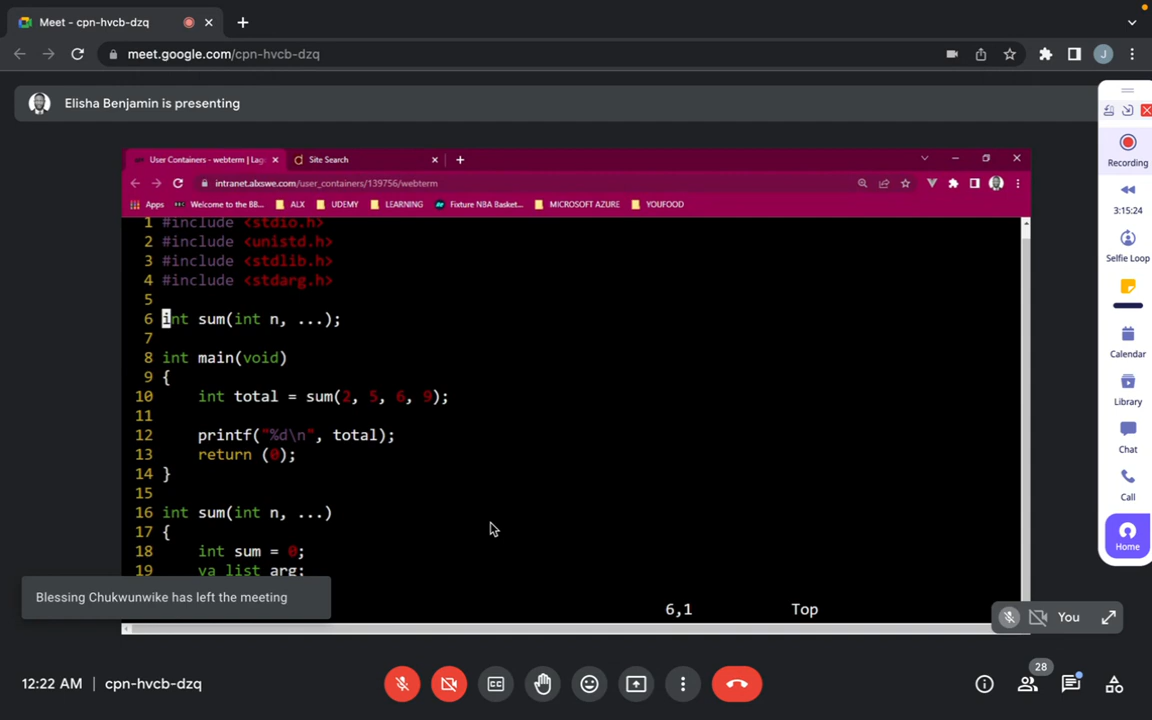 Meet - cpn-hvcb-dzq
meet.google.com/cpn-hvcb-dzq
J
Elisha Benjamin is presenting
User Containers - webterm | Lag
Site Search
intranet.alxswe.com/user_containers/139756/webterm
Apps
Welcome to the BB...
ALX
UDEMY
LEARNING
Fixture NBA Basket...
MICROSOFT AZURE
YOUFOOD
1 #include <stdio.h>
2 #include <unistd.h>
3 #include <stdlib.h>
4 #include <stdarg.h>
5
6 int sum(int n, ...);
7
8 int main(void)
9 {
10 int total = sum(2, 5, 6, 9);
11
12 printf("%d\n", total);
13 return (0);
14 }
15
16 int sum(int n, ...)
17 {
18 int sum = 0;
19 va_list arg;
6,1 Top
Blessing Chukwunwike has left the meeting
You
Recording
3:15:24
Selfie Loop
Calendar
Library
Chat
Call
Home
12:22 AM | cpn-hvcb-dzq
CC
28